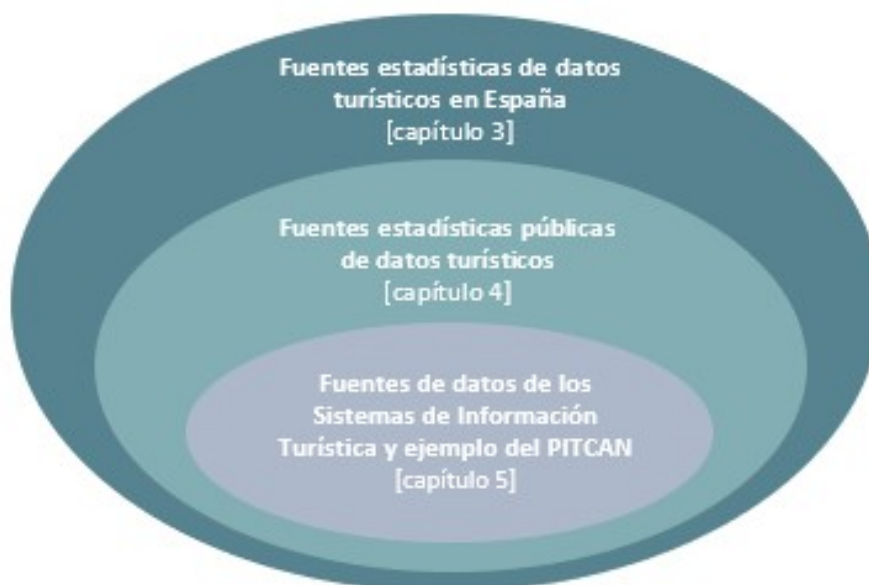 Fuentes estadísticas de datos
turísticos en España
[capítulo 3]
Fuentes estadísticas públicas
de datos turísticos
[capítulo 4]
Fuentes de datos de los
Sistemas de Información
Turística y ejemplo del PITCAN
[capítulo 5]